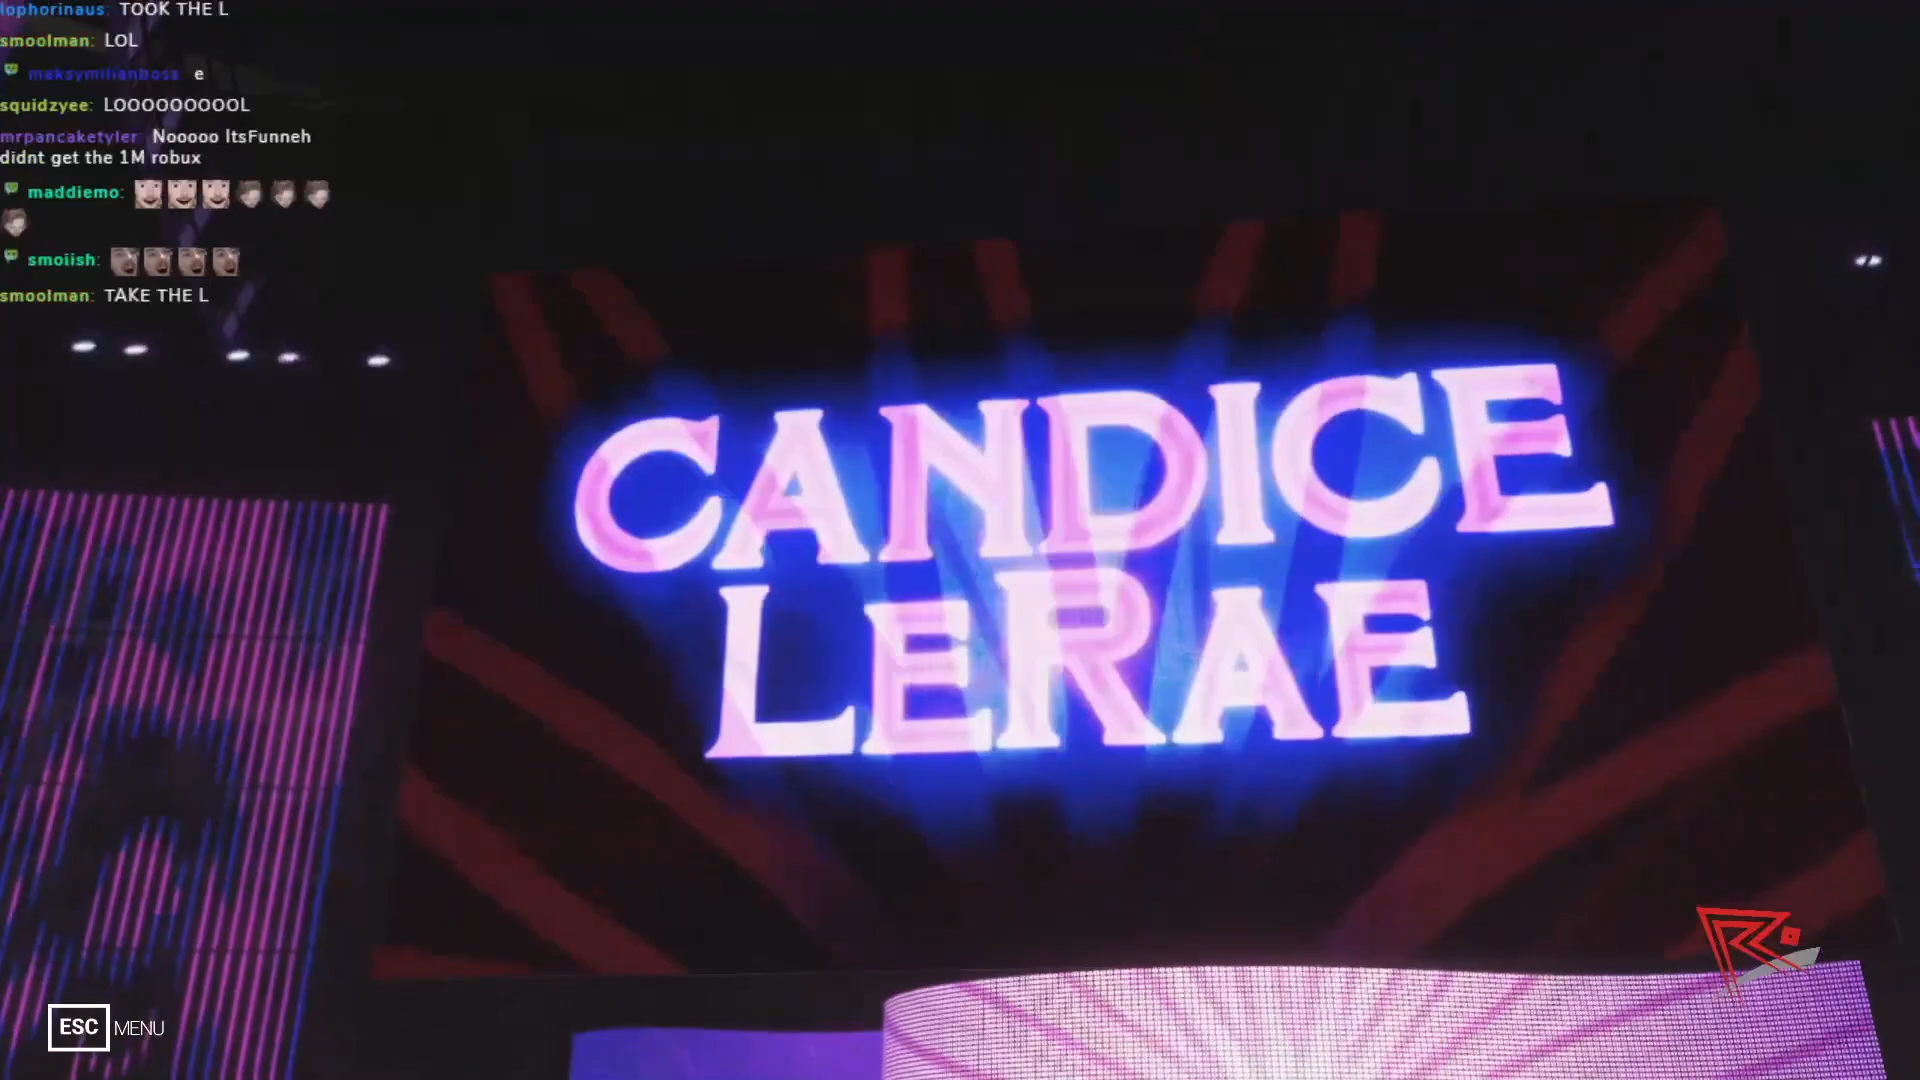 lophorinaus: TOOK THE L
smoolman: LOL
maksymilianboss e
squidzyee: LOOOOOOOOOL
mrpancaketyler Nooooo ItsFunneh
didnt get the 1M robux
maddiemo:
smoiish:
smoolman: TAKE THE L
CANDICE
LERAE
R
ESC MENU